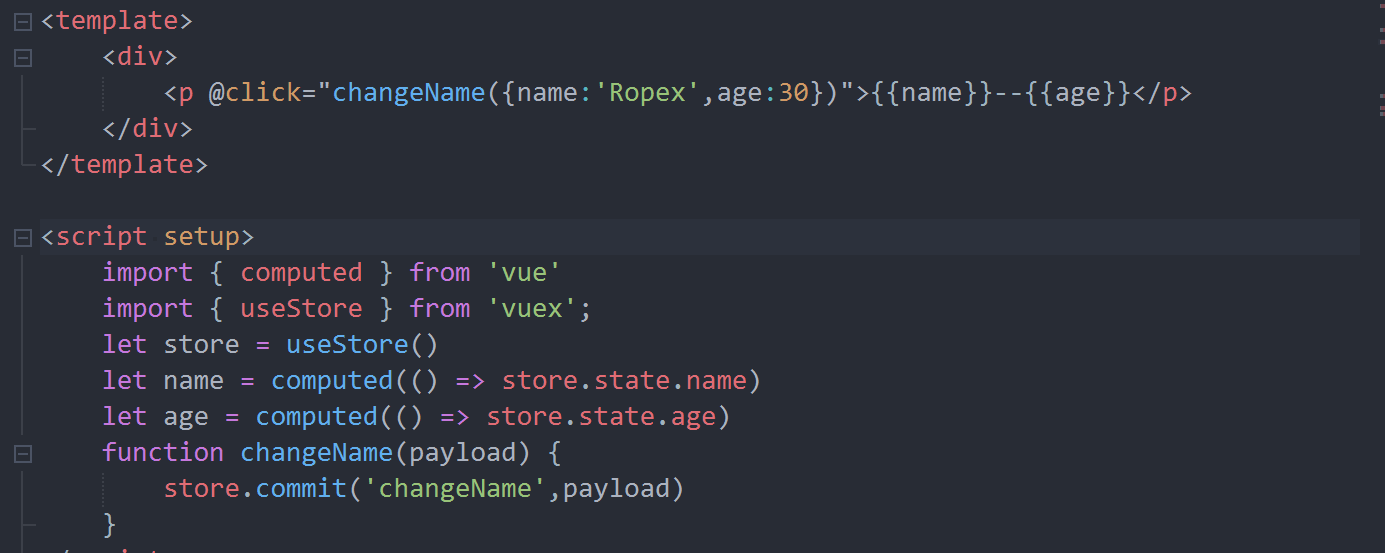 <template>
    <div>
        <p @click="changeName({name:'Ropex',age:30})">{{name}}--{{age}}</p>
    </div>
</template>

<script setup>
    import { computed } from 'vue'
    import { useStore } from 'vuex';
    let store = useStore()
    let name = computed(() => store.state.name)
    let age = computed(() => store.state.age)
    function changeName(payload) {
        store.commit('changeName',payload)
    }